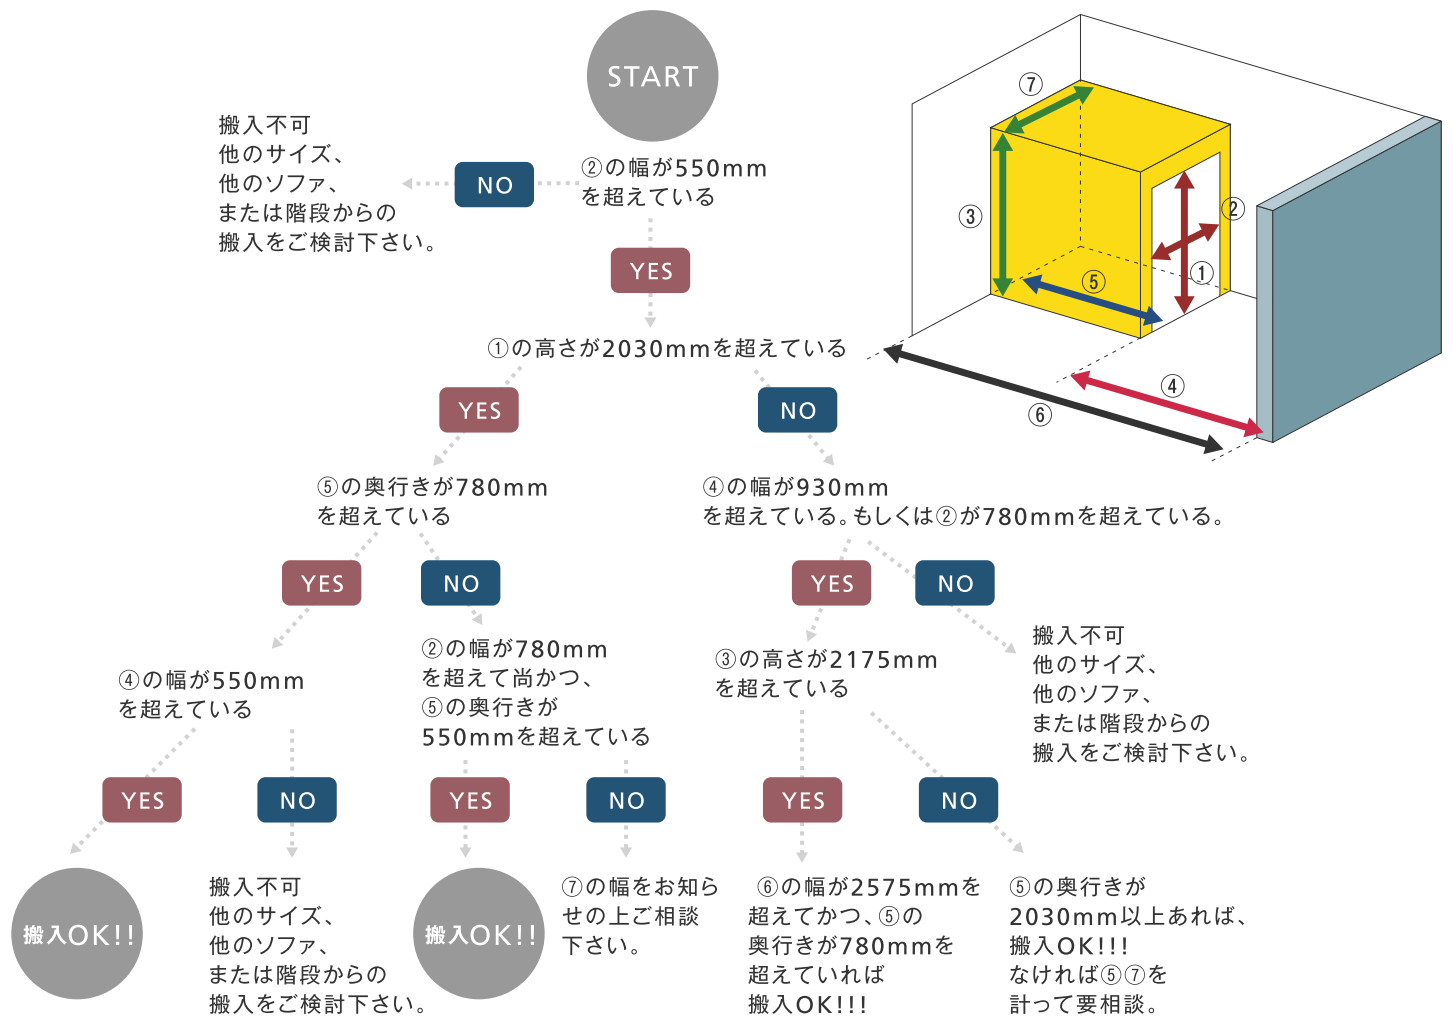 START
②の幅が550mm
を超えている
NO
搬入不可
他のサイズ、
他のソファ、
または階段からの
搬入をご検討下さい。
YES
①の高さが2030mmを超えている
YES
NO
⑤の奥行きが780mm
を超えている
④の幅が930mm
を超えている。もしくは②が780mmを超えている。
YES
NO
YES
NO
④の幅が550mm
を超えている
②の幅が780mm
を超えて尚かつ、
⑤の奥行きが
550mmを超えている
③の高さが2175mm
を超えている
搬入不可
他のサイズ、
他のソファ、
または階段からの
搬入をご検討下さい。
YES
NO
YES
NO
YES
NO
搬入OK!!
搬入不可
他のサイズ、
他のソファ、
または階段からの
搬入をご検討下さい。
搬入OK!!
⑦の幅をお知ら
せの上ご相談
下さい。
⑥の幅が2575mmを
超えてかつ、⑤の
奥行きが780mmを
超えていれば
搬入OK!!!
⑤の奥行きが
2030mm以上あれば、
搬入OK!!!
なければ⑤⑦を
計って要相談。
⑦
②
③
①
⑤
④
⑥